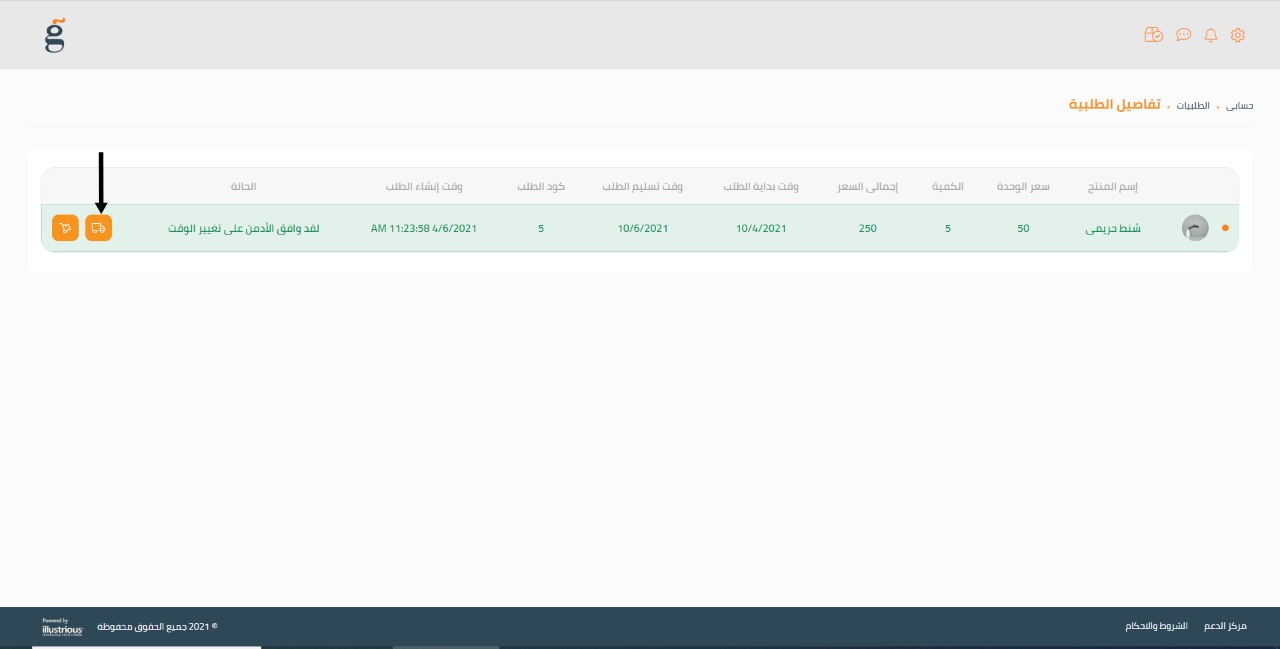 حسابى • الطلبيات • تفاصيل الطلبية
إسم المنتج سعر الوحدة الكمية إجمالى السعر وقت بداية الطلب وقت تسليم الطلب كود الطلب وقت إنشاء الطلب الحالة
شنط حريمى 50 5 250 10/4/2021 10/6/2021 5 4/6/2021 11:23:58 AM لقد وافق الأدمن على تغيير الوقت
مركز الدعم الشروط والاحكام
© 2021 جميع الحقوق محفوظة
Powered by
illustrious